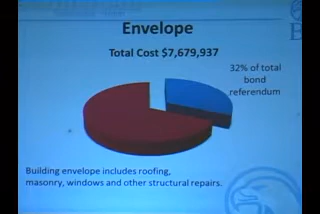 Envelope
Total Cost $7,679,937
32% of total
bond
referendum
Building envelope includes roofing,
masonry, windows and other structural repairs.